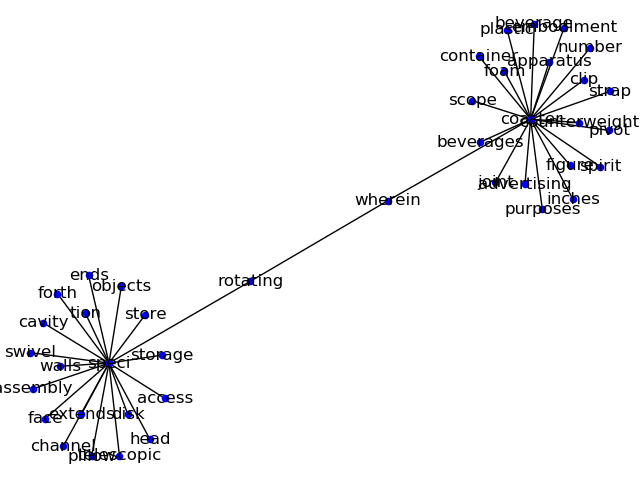 beverage
embodiment
plastic
number
container
apparatus
foam
clip
strap
scope
coaster
counterweight
pivot
beverages
figure
spirit
joint
advertising
inches
purposes
wherein
rotating
ends
objects
forth
tion
store
cavity
swivel
storage
walls
speci
assembly
access
face
extends
disk
head
channel
pillow
telescopic